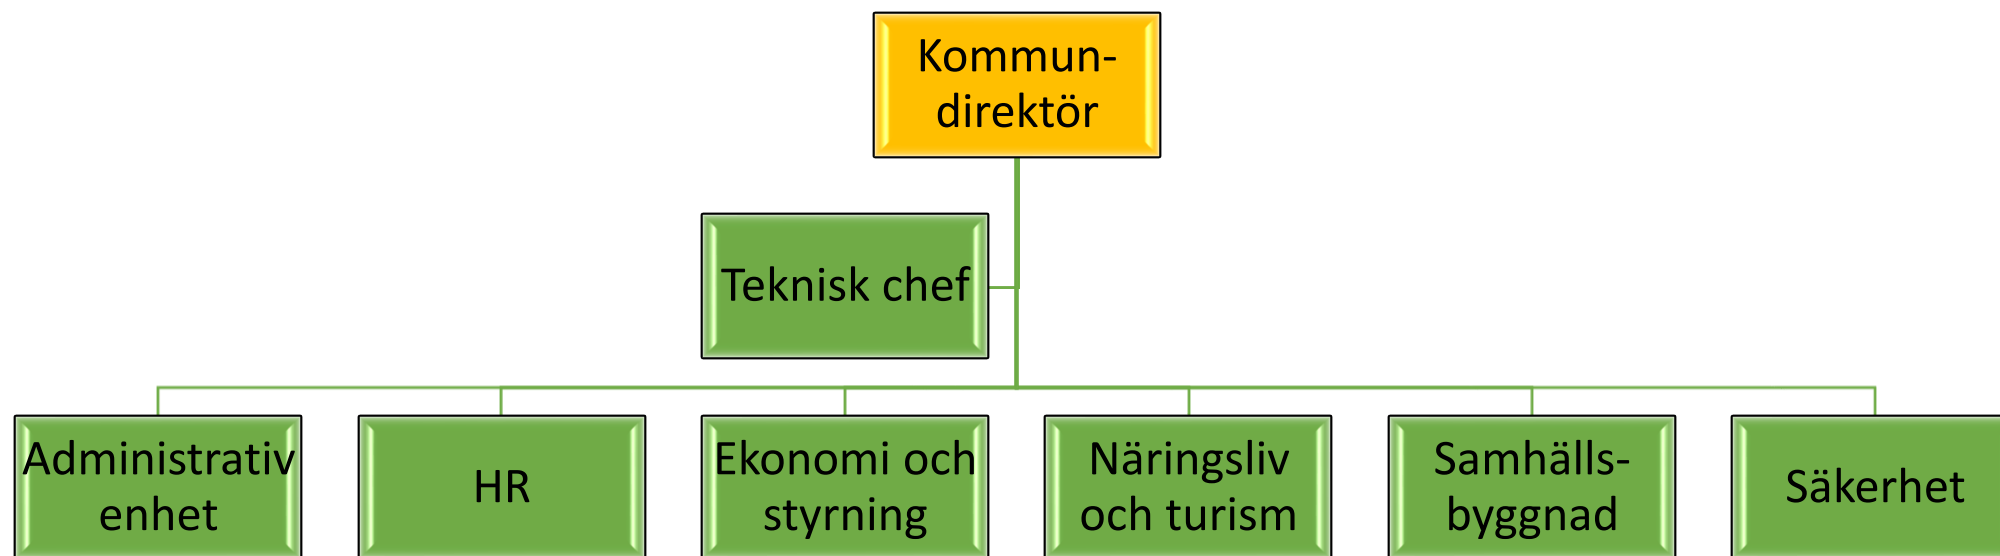 Kommun-
direktör
Teknisk chef
Administrativ
enhet
HR
Ekonomi och
styrning
Näringsliv
och turism
Samhälls-
byggnad
Säkerhet